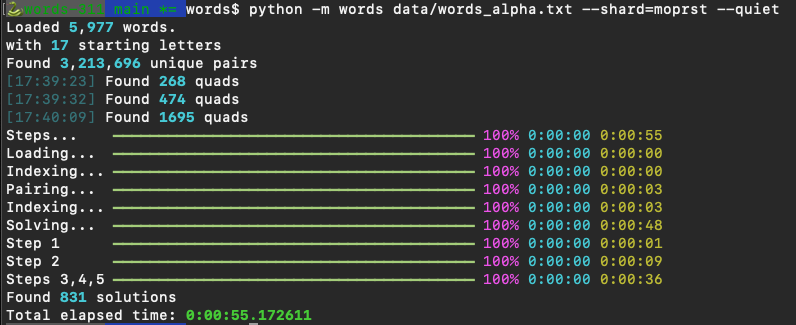 words-311 main *= words$ python -m words data/words_alpha.txt --shard=moprst --quiet
Loaded 5,977 words.
with 17 starting letters
Found 3,213,696 unique pairs
[17:39:23] Found 268 quads
[17:39:32] Found 474 quads
[17:40:09] Found 1695 quads
Steps... 100% 0:00:00 0:00:55
Loading... 100% 0:00:00 0:00:00
Indexing... 100% 0:00:00 0:00:00
Pairing... 100% 0:00:00 0:00:03
Indexing... 100% 0:00:00 0:00:03
Solving... 100% 0:00:00 0:00:48
Step 1 100% 0:00:00 0:00:01
Step 2 100% 0:00:00 0:00:09
Steps 3,4,5 100% 0:00:00 0:00:36
Found 831 solutions
Total elapsed time: 0:00:55.172611